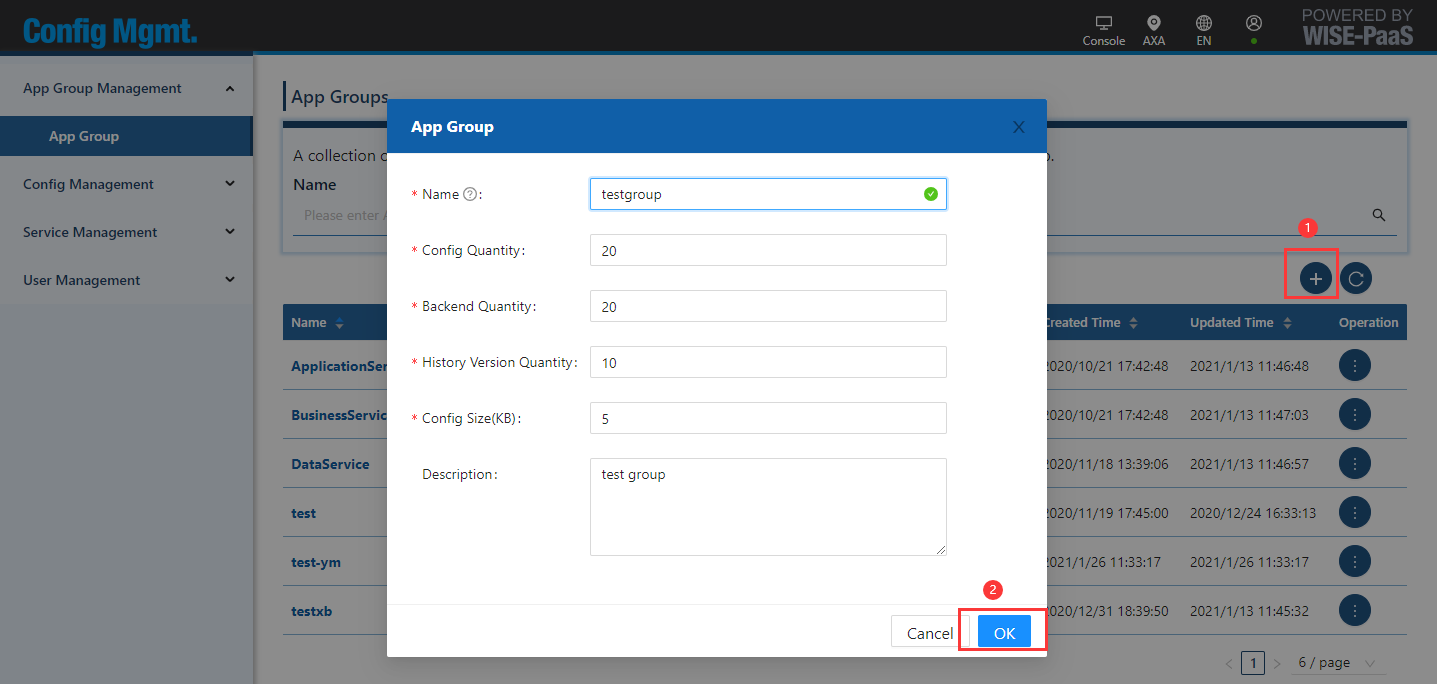 Config Mgmt.
Console
AXA
EN
POWERED BY
WISE-PaaS
App Group Management
App Group
Config Management
Service Management
User Management
App Groups
A collection
Name
Please enter
1
App Group
* Name ? :
testgroup
* Config Quantity:
20
* Backend Quantity:
20
* History Version Quantity:
10
* Config Size(KB):
5
Description:
test group
2
Cancel
OK
Name Created Time Updated Time Operation
ApplicationSer 2020/10/21 17:42:48 2021/1/13 11:46:48
BusinessServic 2020/10/21 17:42:48 2021/1/13 11:47:03
DataService 2020/11/18 13:39:06 2021/1/13 11:46:57
test 2020/11/19 17:45:00 2020/12/24 16:33:13
test-ym 2021/1/26 11:33:17 2021/1/26 11:33:17
testxb 2020/12/31 18:39:50 2021/1/13 11:45:32
< 1 > 6 / page